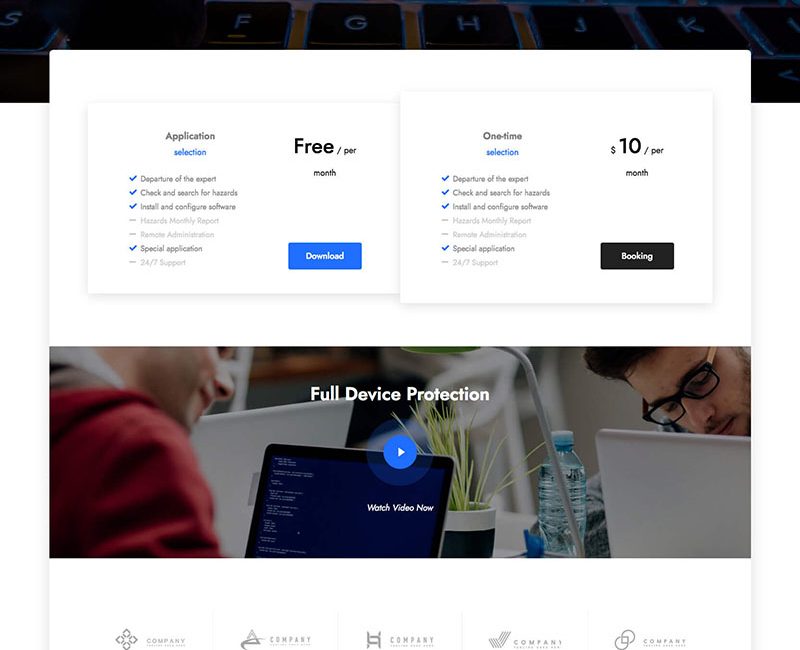 S F G H J K
Application
selection
Free / per
month
Departure of the expert
Check and search for hazards
Install and configure software
Hazards Monthly Report
Remote Administration
Special application
24/7 Support
Download
One-time
selection
$ 10 / per
month
Departure of the expert
Check and search for hazards
Install and configure software
Hazards Monthly Report
Remote Administration
Special application
24/7 Support
Booking
Full Device Protection
Watch Video Now
COMPANY
COMPANY
COMPANY
COMPANY
COMPANY